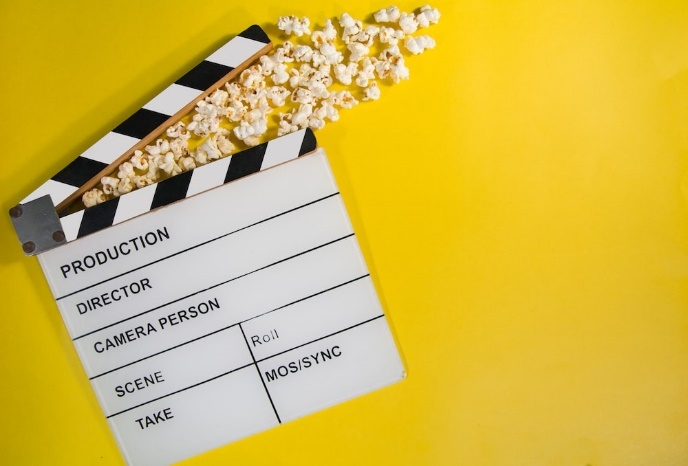 PRODUCTION
DIRECTOR
CAMERA PERSON
SCENE
Roll
TAKE
MOS/SYNC